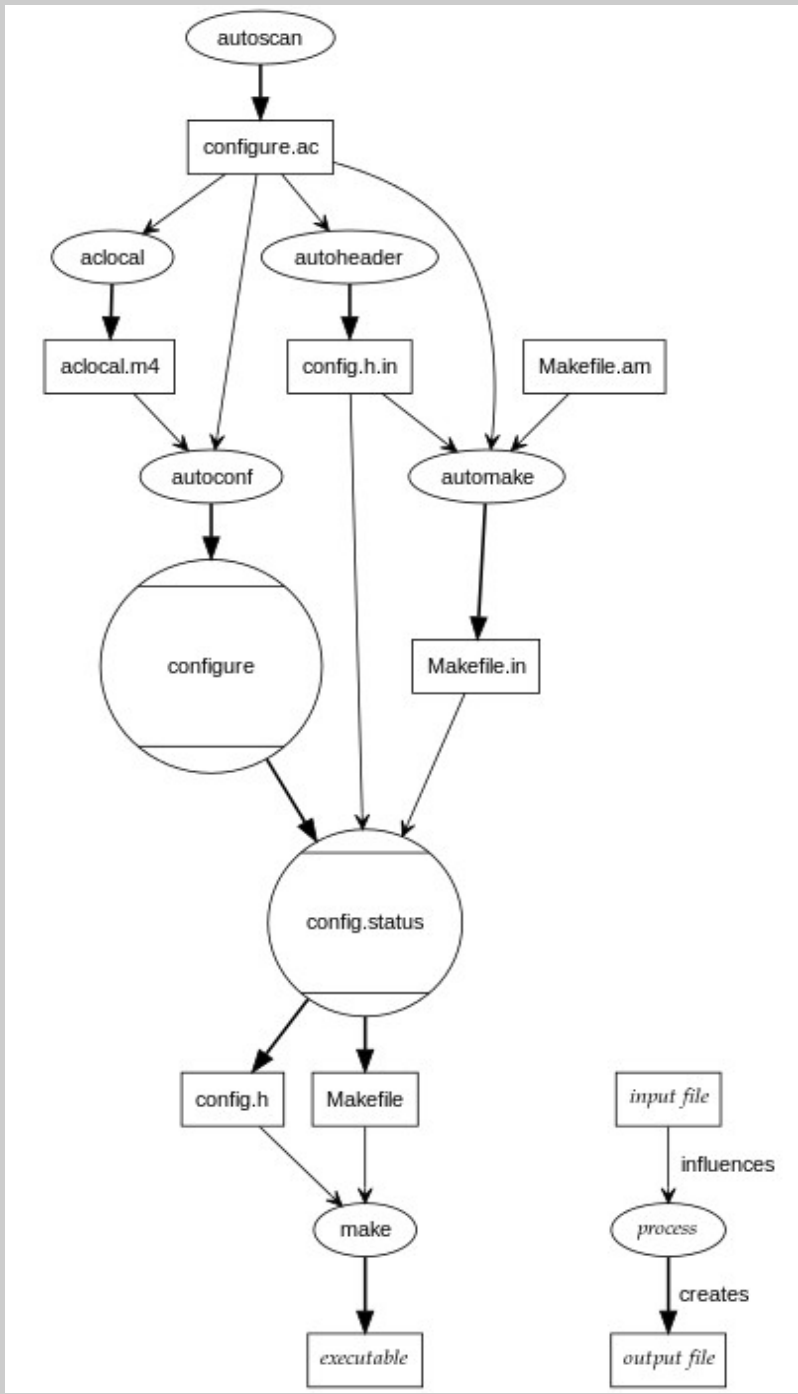 autoscan
configure.ac
aclocal
autoheader
aclocal.m4
config.h.in
Makefile.am
autoconf
automake
configure
Makefile.in
config.status
config.h
Makefile
input file
influences
make
process
creates
executable
output file